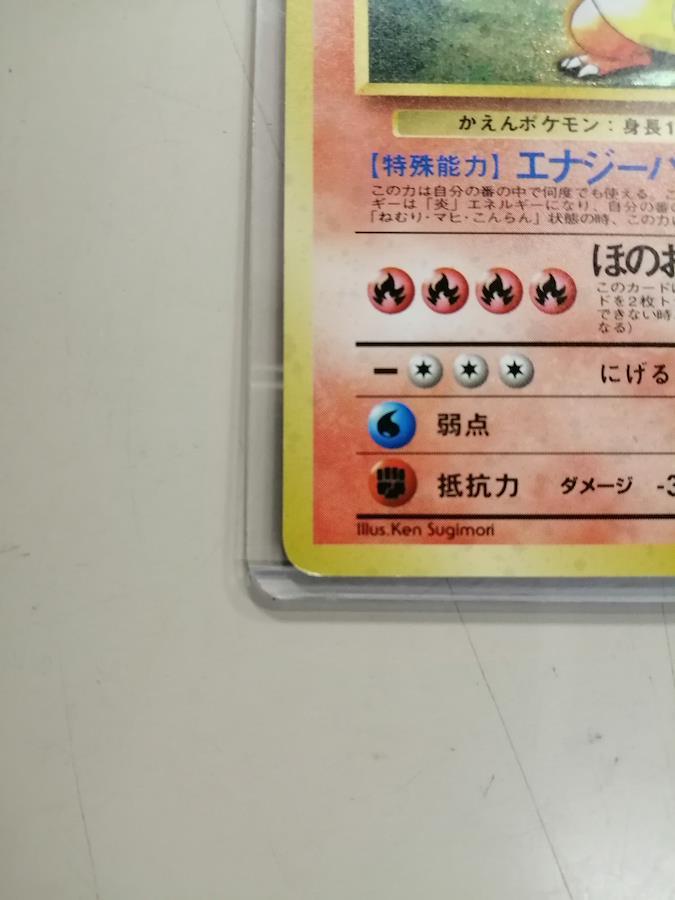 かえんポケモン：身長1
【特殊能力】エナジーバ
この力は自分の番の中で何度でも使える。こ
ギーは「炎」エネルギーになり、自分の番の
「ねむり・マヒ・こんらん」状態の時、この力は
ほのお
このカード
ドを2枚ト
できない時
なる）
にげる
弱点
抵抗力 ダメージ -3
Illus.Ken Sugimori